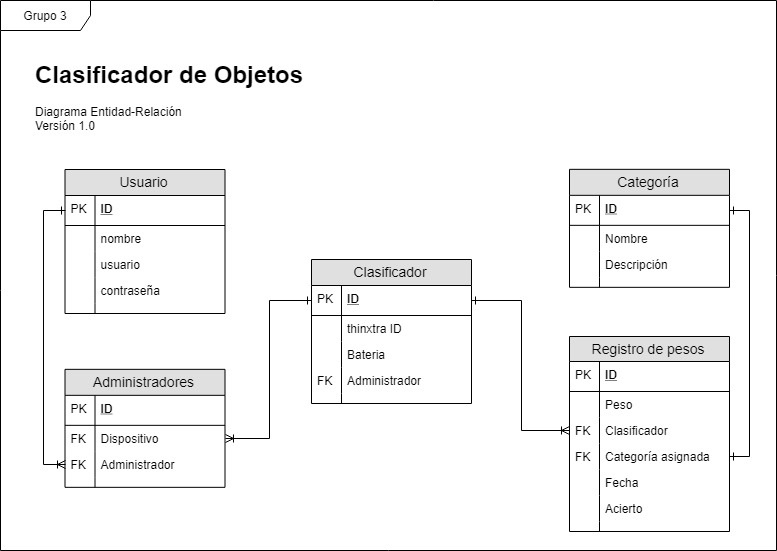 Grupo 3
Clasificador de Objetos
Diagrama Entidad-Relación
Versión 1.0
Usuario
PK ID
nombre
usuario
contraseña
Administradores
PK ID
FK Dispositivo
FK Administrador
Clasificador
PK ID
thinxtra ID
Bateria
FK Administrador
Categoría
PK ID
Nombre
Descripción
Registro de pesos
PK ID
Peso
FK Clasificador
FK Categoría asignada
Fecha
Acierto